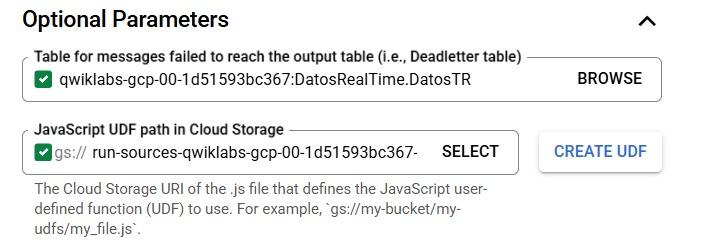 Optional Parameters
Table for messages failed to reach the output table (i.e., Deadletter table)
qwiklabs-gcp-00-1d51593bc367:DatosRealTime.DatosTR
BROWSE
JavaScript UDF path in Cloud Storage
gs:// run-sources-qwiklabs-gcp-00-1d51593bc367-
SELECT
CREATE UDF
The Cloud Storage URI of the .js file that defines the JavaScript user-
defined function (UDF) to use. For example, `gs://my-bucket/my-
udfs/my_file.js`.